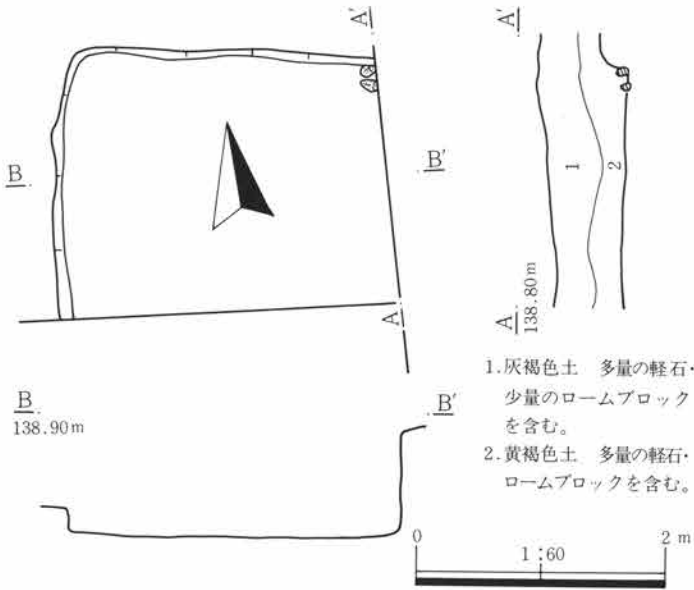 A'
B
B'
A
A'
1
2
A
138.80m
B
138.90m
B'
1.灰褐色土 多量の軽石・
少量のロームブロック
を含む。
2.黄褐色土 多量の軽石・
ロームブロックを含む。
0
1:60
2 m